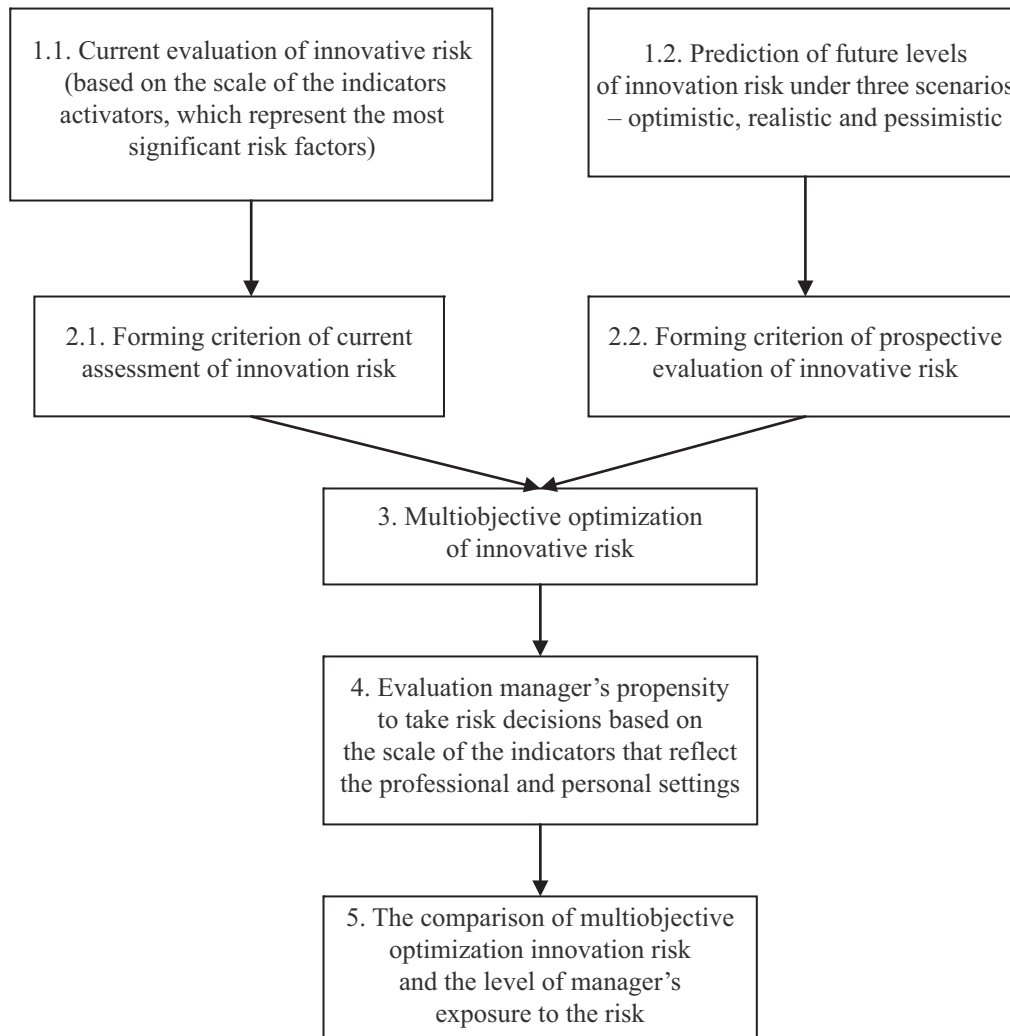 1.1. Current evaluation of innovative risk
(based on the scale of the indicators
activators, which represent the most
significant risk factors)
1.2. Prediction of future levels
of innovation risk under three scenarios
– optimistic, realistic and pessimistic
2.1. Forming criterion of current
assessment of innovation risk
2.2. Forming criterion of prospective
evaluation of innovative risk
3. Multiobjective optimization
of innovative risk
4. Evaluation manager’s propensity
to take risk decisions based on
the scale of the indicators that reflect
the professional and personal settings
5. The comparison of multiobjective
optimization innovation risk
and the level of manager’s
exposure to the risk